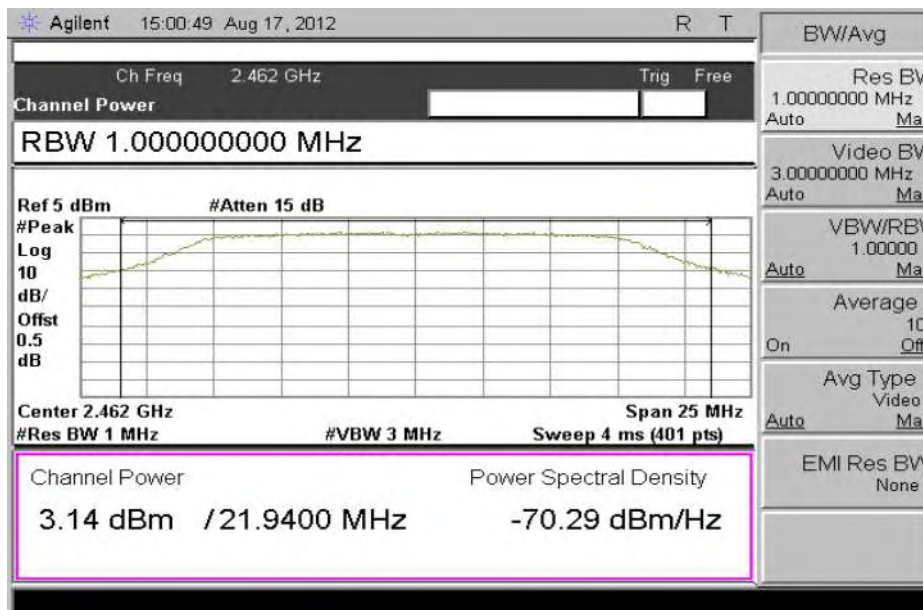 Agilent 15:00:49 Aug 17, 2012 R T
Ch Freq 2.462 GHz Trig Free
Channel Power
RBW 1.000000000 MHz
Ref 5 dBm #Atten 15 dB
#Peak
Log
10
dB/
Offst
0.5
dB
Center 2.462 GHz Span 25 MHz
#Res BW 1 MHz #VBW 3 MHz Sweep 4 ms (401 pts)
Channel Power Power Spectral Density
3.14 dBm / 21.9400 MHz -70.29 dBm/Hz
BW/Avg
Res BW
1.00000000 MHz
Auto Ma
Video BW
3.00000000 MHz
Auto Ma
VBW/RBW
1.00000
Auto Ma
Average
10
On Off
Avg Type
Video
Auto Ma
EMI Res BW
None